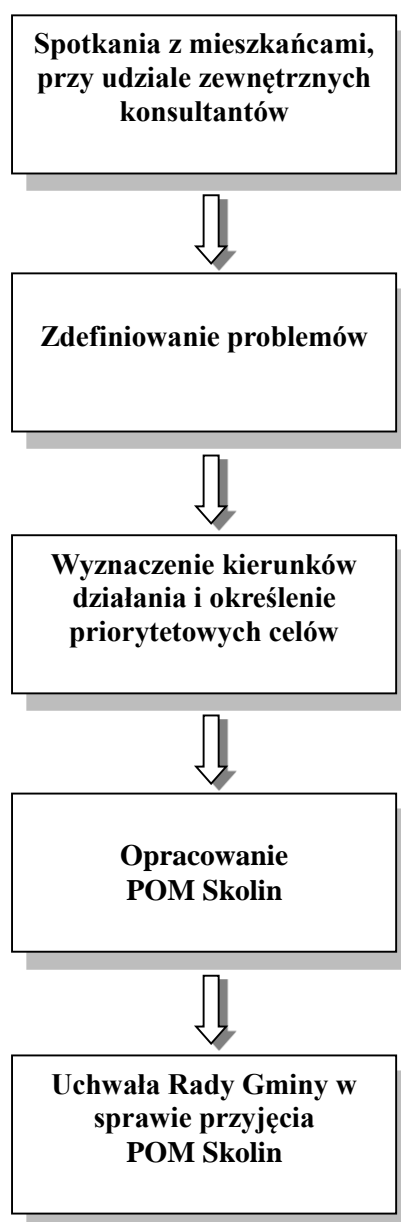 Spotkania z mieszkańcami,
przy udziale zewnętrznych
konsultantów
Zdefiniowanie problemów
Wyznaczenie kierunków
działania i określenie
priorytetowych celów
Opracowanie
POM Skolin
Uchwała Rady Gminy w
sprawie przyjęcia
POM Skolin